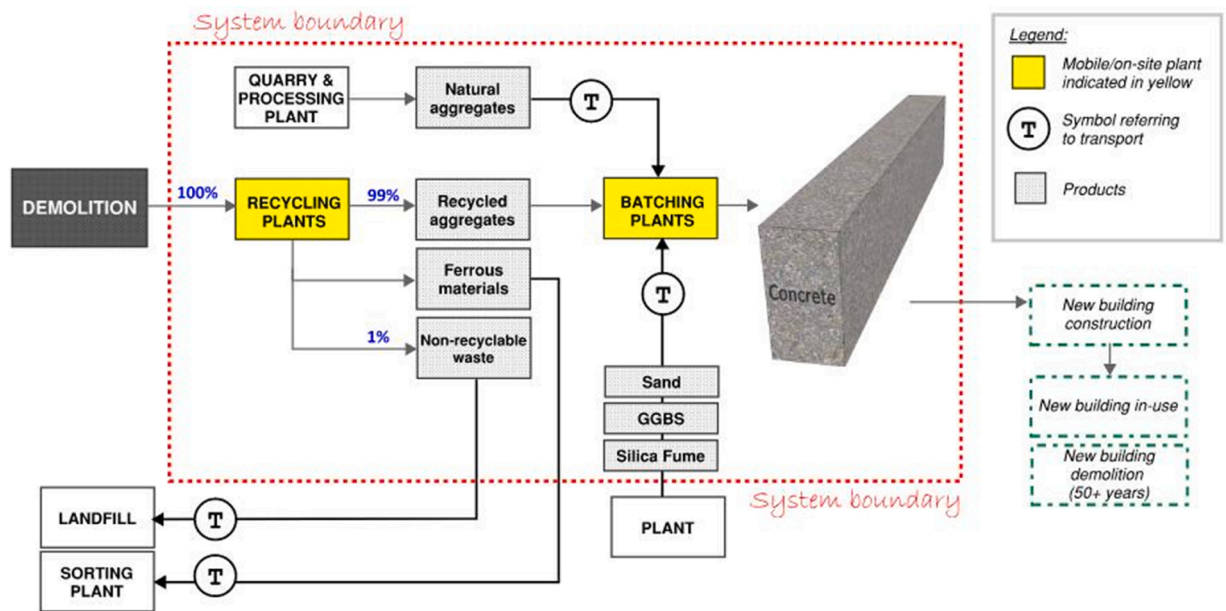 System boundary
Legend:
Mobile/on-site plant
indicated in yellow
T
Symbol referring
to transport
Products
QUARRY &
PROCESSING
PLANT
Natural
aggregates
T
DEMOLITION
100%
RECYCLING
PLANTS
99%
Recycled
aggregates
BATCHING
PLANTS
Concrete
Ferrous
materials
T
1%
Non-recyclable
waste
Sand
GGBS
Silica Fume
New building
construction
New building in-use
New building
demolition
(50+ years)
System boundary
LANDFILL
T
PLANT
SORTING
PLANT
T